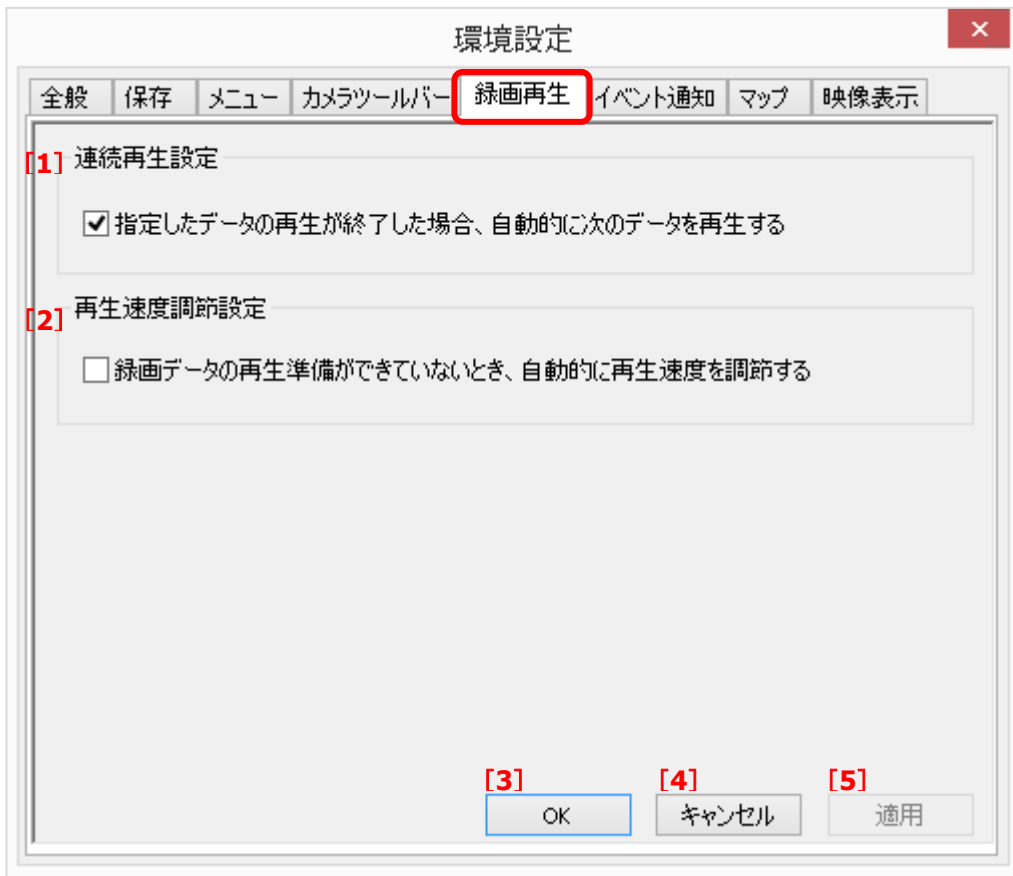 環境設定
全般 保存 メニュー カメラツールバー 録画再生 イベント通知 マップ 映像表示
[1] 連続再生設定
指定したデータの再生が終了した場合、自動的に次のデータを再生する
[2] 再生速度調節設定
録画データの再生準備ができていないとき、自動的に再生速度を調節する
[3] [4] [5]
OK キャンセル 適用